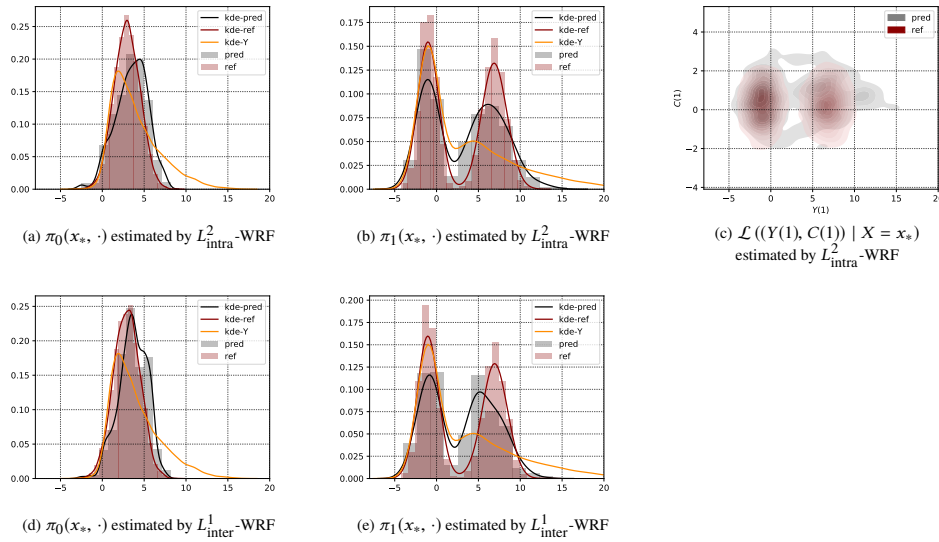 kde-pred
kde-ref
kde-Y
pred
ref
0.25
0.20
0.15
0.10
0.05
0.00
−5 0 5 10 15 20
(a) π₀(x∗, ·) estimated by L²intra-WRF
kde-pred
kde-ref
kde-Y
pred
ref
0.175
0.150
0.125
0.100
0.075
0.050
0.025
0.000
−5 0 5 10 15 20
(b) π₁(x∗, ·) estimated by L²intra-WRF
pred
ref
C(1)
4
2
0
−2
−4
−5 0 5 10 15 20
Y(1)
(c) ℒ ((Y(1), C(1)) | X = x∗)
estimated by L²intra-WRF
kde-pred
kde-ref
kde-Y
pred
ref
0.25
0.20
0.15
0.10
0.05
0.00
−5 0 5 10 15 20
(d) π₀(x∗, ·) estimated by L¹inter-WRF
kde-pred
kde-ref
kde-Y
pred
ref
0.200
0.175
0.150
0.125
0.100
0.075
0.050
0.025
0.000
−5 0 5 10 15 20
(e) π₁(x∗, ·) estimated by L¹inter-WRF